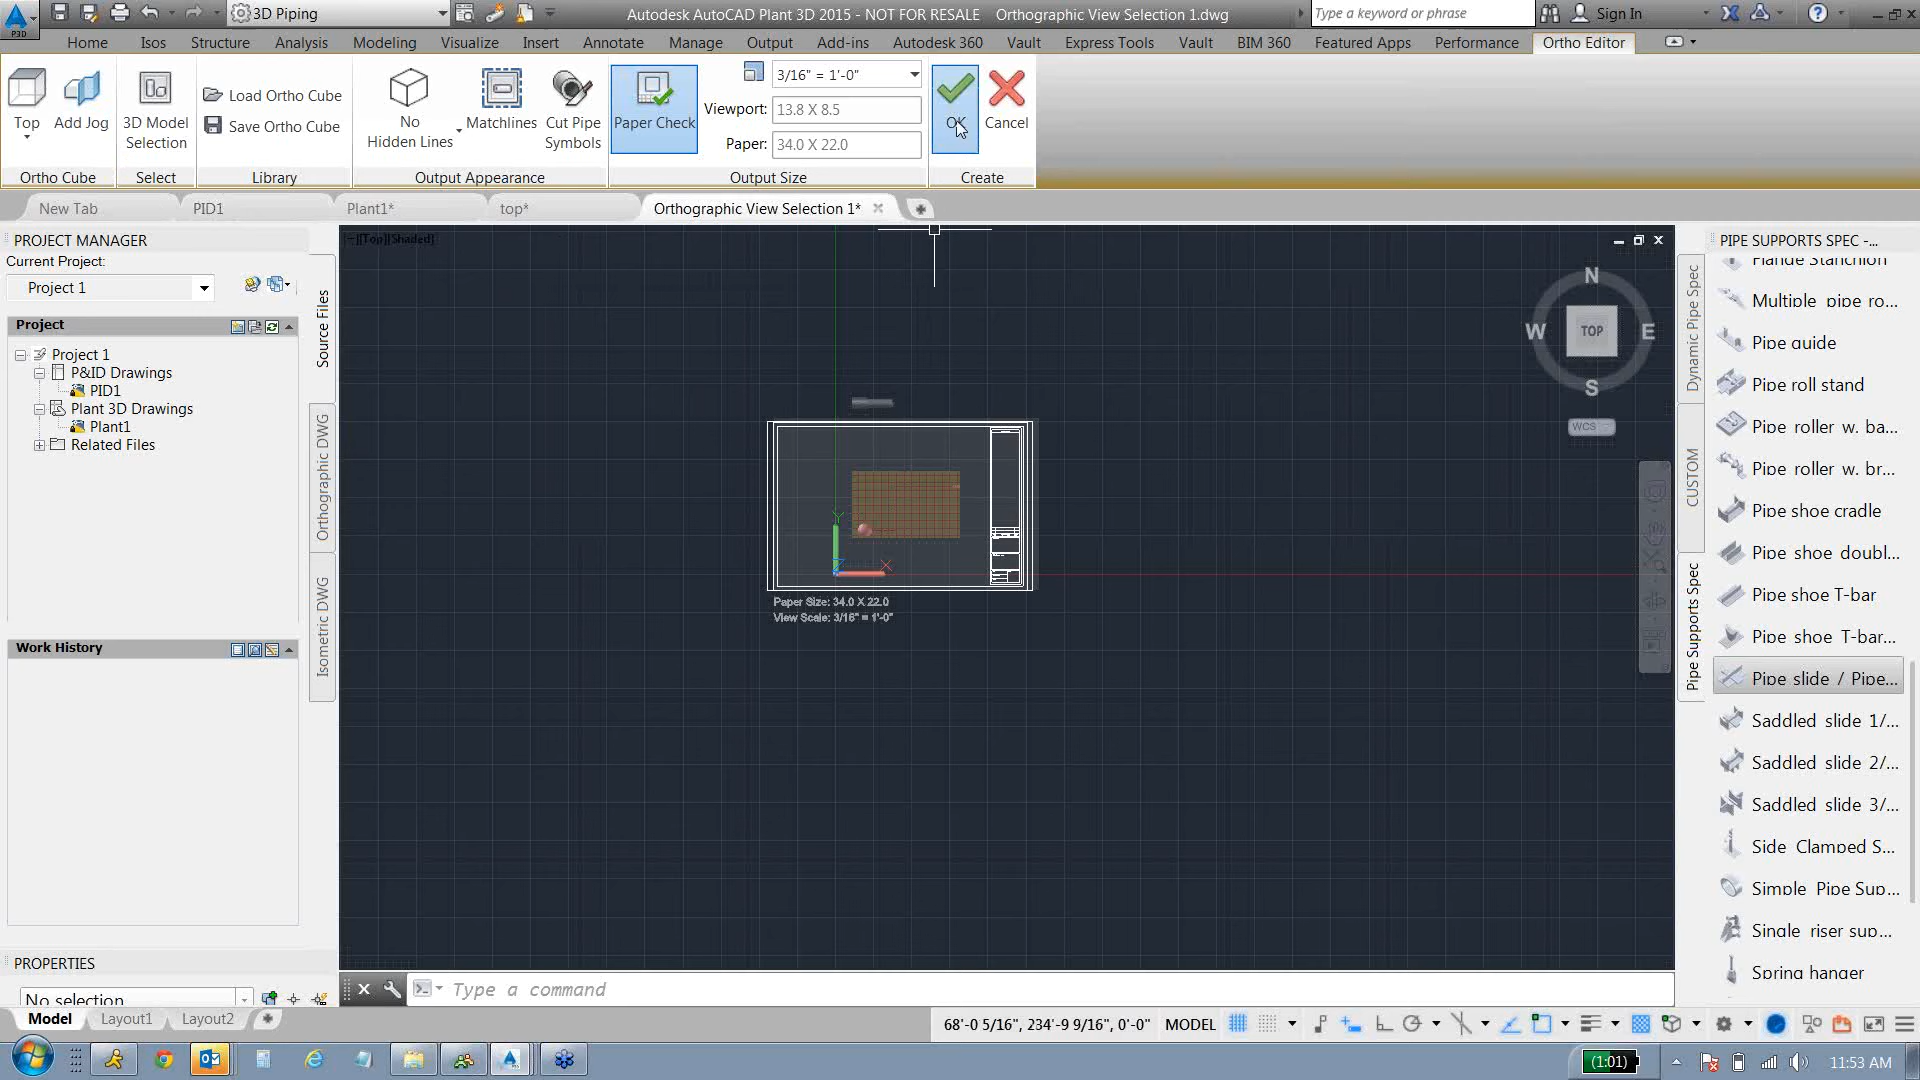 3D Piping
Autodesk AutoCAD Plant 3D 2015 - NOT FOR RESALE Orthographic View Selection 1.dwg
Type a keyword or phrase
Sign In
P3D
Home Isos Structure Analysis Modeling Visualize Insert Annotate Manage Output Add-ins Autodesk 360 Vault Express Tools Vault BIM 360 Featured Apps Performance Ortho Editor
Top
Add Jog
3D Model
Selection
Load Ortho Cube
Save Ortho Cube
No
Hidden Lines
Matchlines
Cut Pipe
Symbols
Paper Check
3/16" = 1'-0"
Viewport: 13.8 X 8.5
Paper: 34.0 X 22.0
OK
Cancel
Ortho Cube Select Library Output Appearance Output Size Create
New Tab PID1 Plant1* top* Orthographic View Selection 1*
PROJECT MANAGER
Current Project:
Project 1
Project
Project 1
P&ID Drawings
PID1
Plant 3D Drawings
Plant1
Related Files
Work History
PROPERTIES
No selection
Source Files
Orthographic DWG
Isometric DWG
[−][Top][Shaded]
Y
X
Paper Size: 34.0 X 22.0
View Scale: 3/16" = 1'-0"
N
W TOP E
S
WCS
PIPE SUPPORTS SPEC -...
Dynamic Pipe Spec
CUSTOM
Pipe Supports Spec
Flange Stanchion
Multiple pipe ro...
Pipe guide
Pipe roll stand
Pipe roller w. ba...
Pipe roller w. br...
Pipe shoe cradle
Pipe shoe doubl...
Pipe shoe T-bar
Pipe shoe T-bar...
Pipe slide / Pipe...
Saddled slide 1/...
Saddled slide 2/...
Saddled slide 3/...
Side Clamped S...
Simple Pipe Sup...
Single riser sup...
Spring hanger
Type a command
Model Layout1 Layout2
68'-0 5/16", 234'-9 9/16", 0'-0" MODEL
(1:01)
11:53 AM